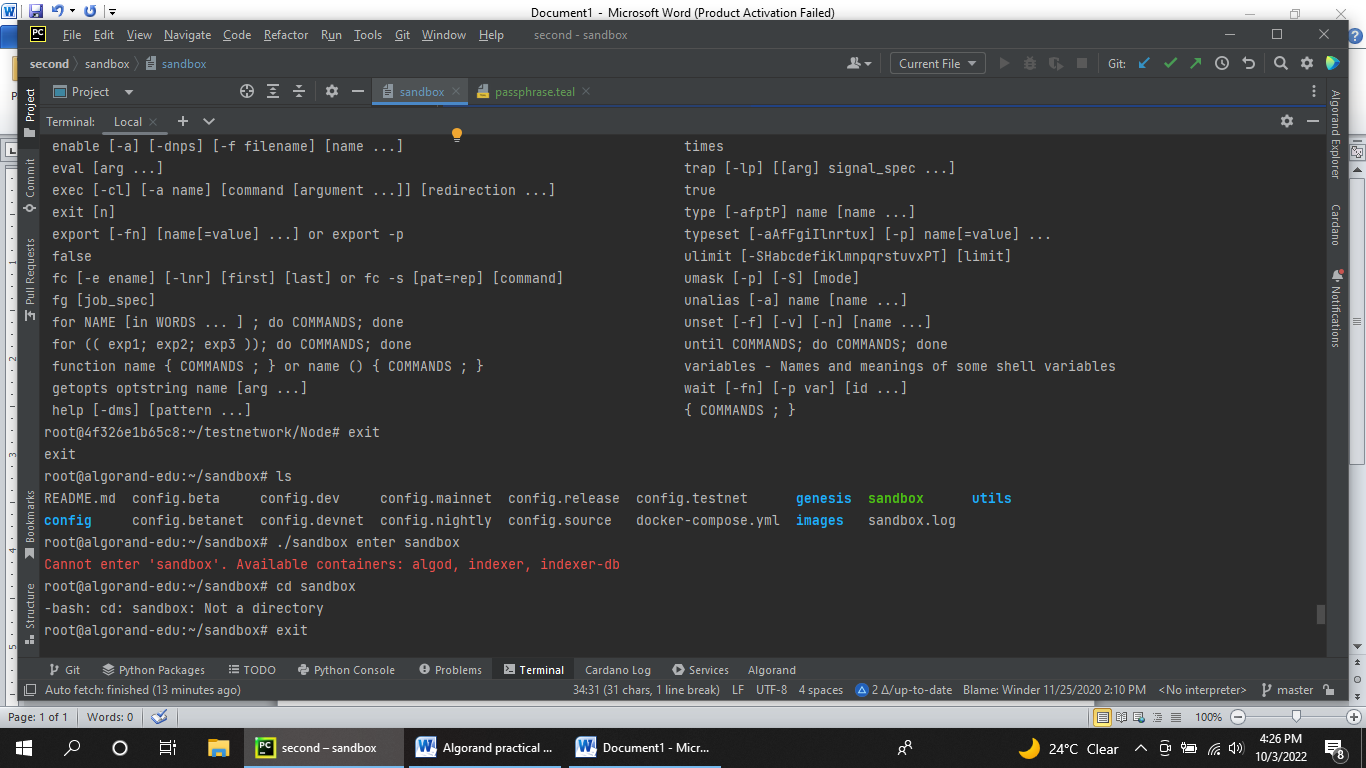 Document1 - Microsoft Word (Product Activation Failed)
PC File Edit View Navigate Code Refactor Run Tools Git Window Help second - sandbox
second sandbox sandbox Current File Git:
Project sandbox passphrase.teal
Terminal: Local
enable [-a] [-dnps] [-f filename] [name ...] times
eval [arg ...] trap [-lp] [[arg] signal_spec ...]
exec [-cl] [-a name] [command [argument ...]] [redirection ...] true
exit [n] type [-afptP] name [name ...]
export [-fn] [name[=value] ...] or export -p typeset [-aAfFgiIlnrtux] [-p] name[=value] ...
false ulimit [-SHabcdefiklmnpqrstuvxPT] [limit]
fc [-e ename] [-lnr] [first] [last] or fc -s [pat=rep] [command] umask [-p] [-S] [mode]
fg [job_spec] unalias [-a] name [name ...]
for NAME [in WORDS ... ] ; do COMMANDS; done unset [-f] [-v] [-n] [name ...]
for (( exp1; exp2; exp3 )); do COMMANDS; done until COMMANDS; do COMMANDS; done
function name { COMMANDS ; } or name () { COMMANDS ; } variables - Names and meanings of some shell variables
getopts optstring name [arg ...] wait [-fn] [-p var] [id ...]
help [-dms] [pattern ...] { COMMANDS ; }
root@4f326e1b65c8:~/testnetwork/Node# exit
exit
root@algorand-edu:~/sandbox# ls
README.md config.beta config.dev config.mainnet config.release config.testnet genesis sandbox utils
config config.betanet config.devnet config.nightly config.source docker-compose.yml images sandbox.log
root@algorand-edu:~/sandbox# ./sandbox enter sandbox
Cannot enter 'sandbox'. Available containers: algod, indexer, indexer-db
root@algorand-edu:~/sandbox# cd sandbox
-bash: cd: sandbox: Not a directory
root@algorand-edu:~/sandbox# exit
Project
Commit
Pull Requests
Bookmarks
Structure
Algorand Explorer
Cardano
Notifications
Git Python Packages TODO Python Console Problems Terminal Cardano Log Services Algorand
Auto fetch: finished (13 minutes ago) 34:31 (31 chars, 1 line break) LF UTF-8 4 spaces 2 Δ/up-to-date Blame: Winder 11/25/2020 2:10 PM <No interpreter> master
Page: 1 of 1 Words: 0 100%
second – sandbox Algorand practical ... Document1 - Micr... 24°C Clear 4:26 PM
10/3/2022 8